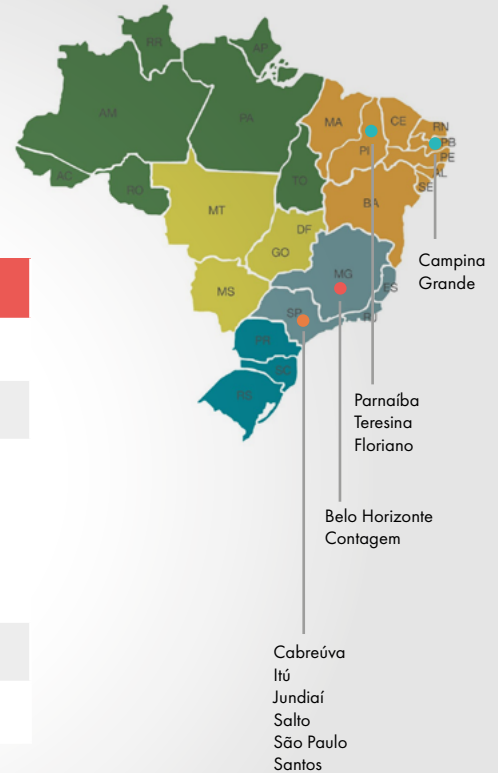 RR
AP
AM
PA
MA
CE
RN
PB
PI
PE
AL
AC
TO
SE
RO
BA
MT
DF
GO
MG
MS
ES
SP
RJ
PR
SC
RS
Campina
Grande
Parnaíba
Teresina
Floriano
Belo Horizonte
Contagem
Cabreúva
Itú
Jundiaí
Salto
São Paulo
Santos